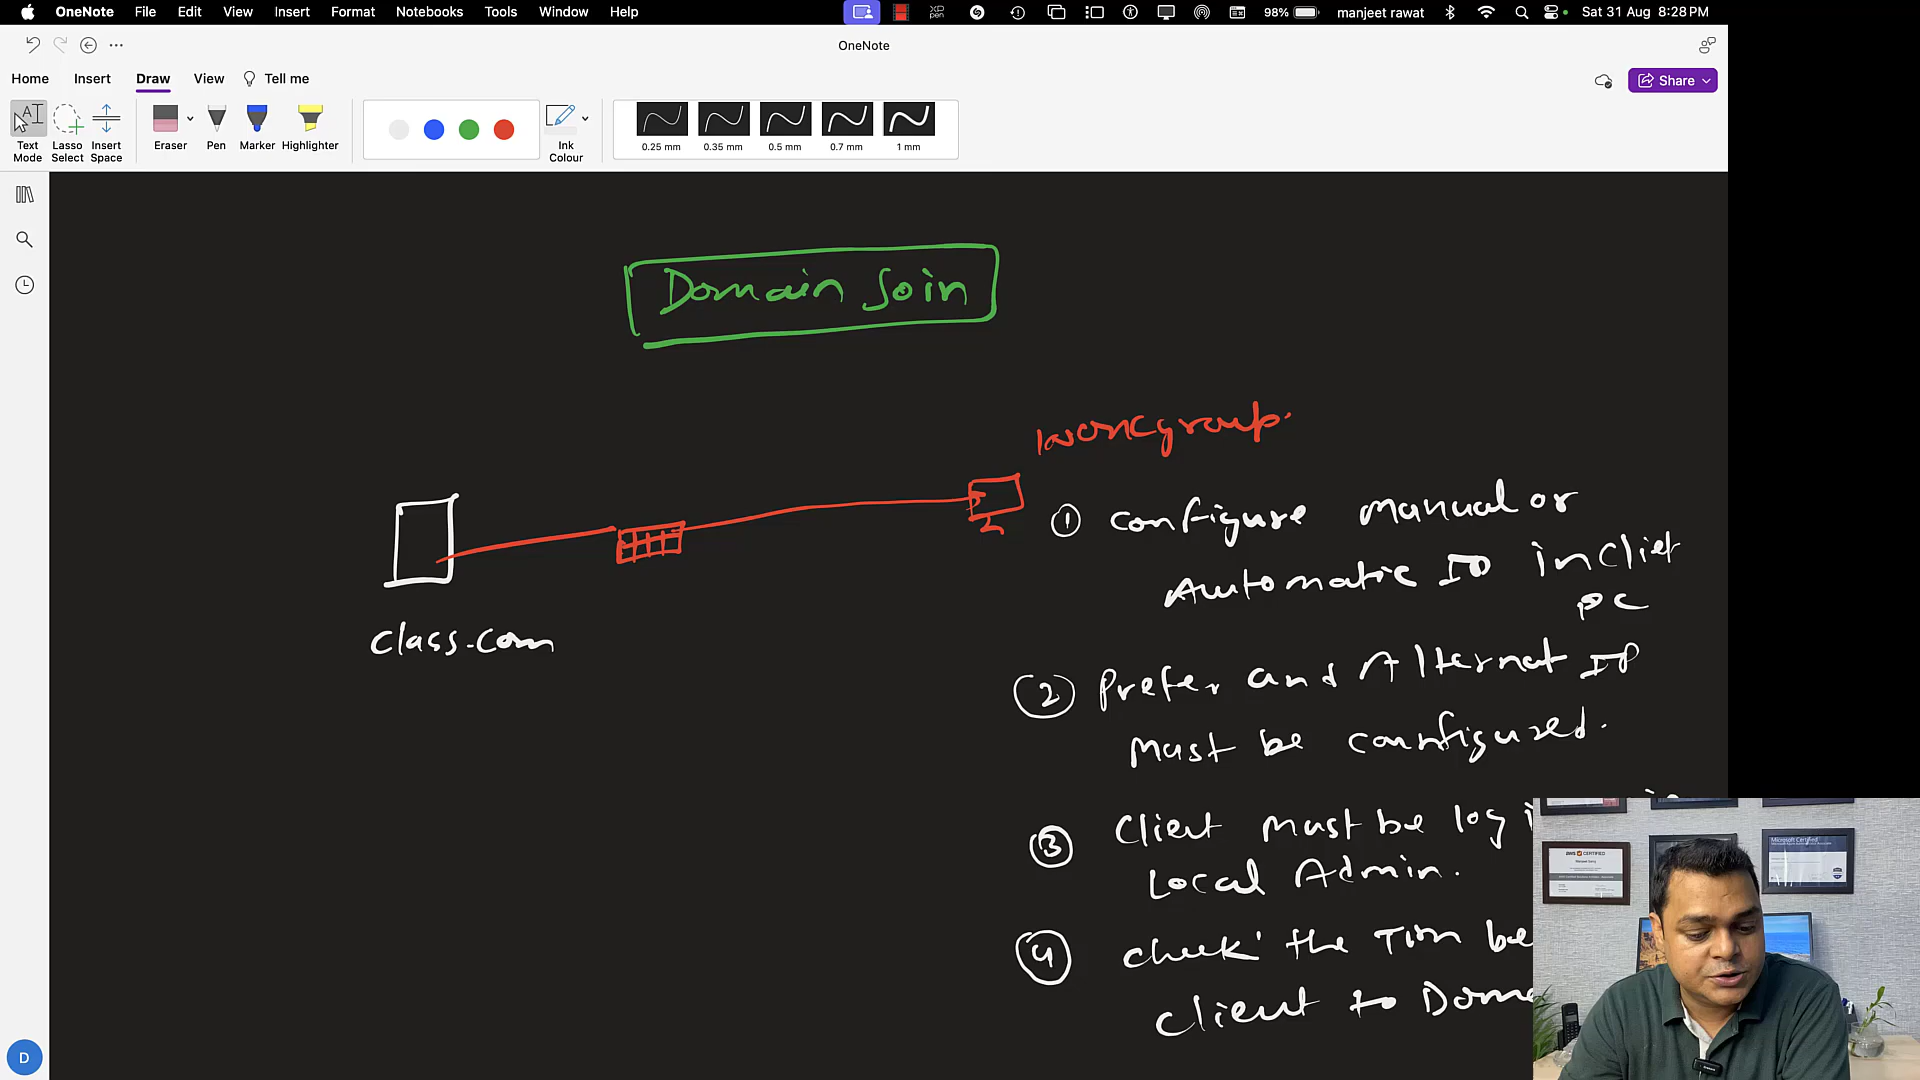 OneNote File Edit View Insert Format Notebooks Tools Window Help
98% manjeet rawat Sat 31 Aug 8:28 PM
OneNote
Home Insert Draw View Tell me
Share
Text Mode
Lasso Select
Insert Space
Eraser
Pen
Marker
Highlighter
Ink Colour
0.25 mm
0.35 mm
0.5 mm
0.7 mm
1 mm
Domain Join
Workgroup.
class.com
① Configure Manual or
Automatic IP in Cliet
PC
② Prefer and Alternat IP
Must be configured.
③ Client Must be log
Local Admin.
④ check the Tim be
client to Dom
D